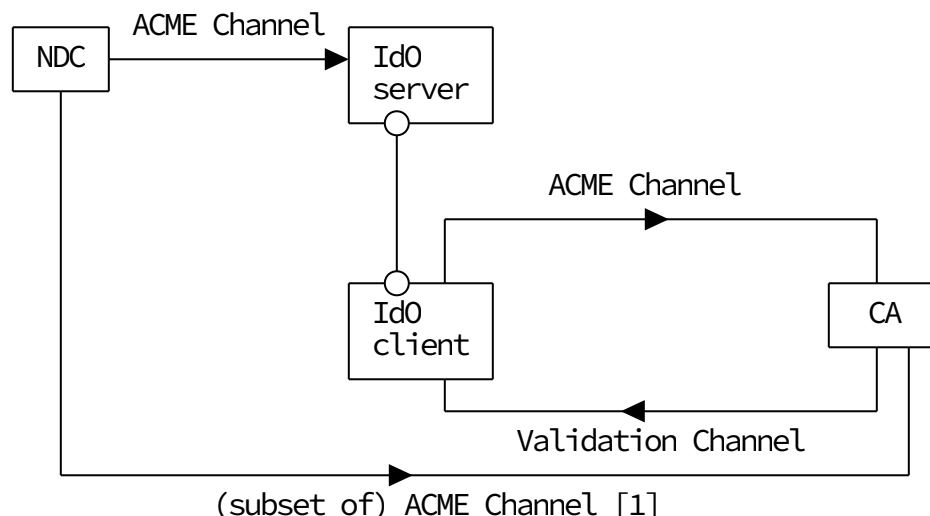 ACME Channel
NDC
IdO
server
ACME Channel
IdO
client
CA
Validation Channel
(subset of) ACME Channel [1]